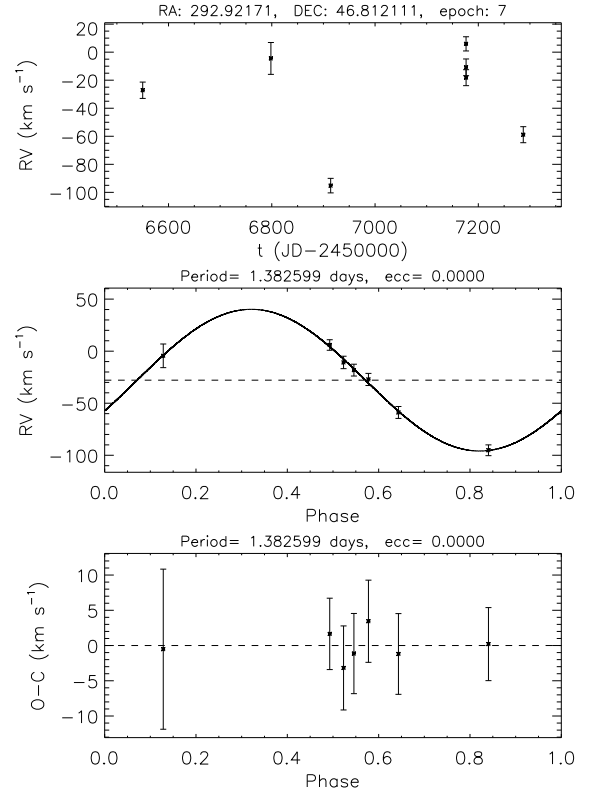 RA: 292.92171, DEC: 46.812111, epoch: 7
20
0
−20
−40
−60
−80
−100
RV (km s⁻¹)
6600 6800 7000 7200
t (JD−2450000)
Period= 1.382599 days, ecc= 0.0000
50
0
−50
−100
RV (km s⁻¹)
0.0 0.2 0.4 0.6 0.8 1.0
Phase
Period= 1.382599 days, ecc= 0.0000
10
5
0
−5
−10
O−C (km s⁻¹)
0.0 0.2 0.4 0.6 0.8 1.0
Phase